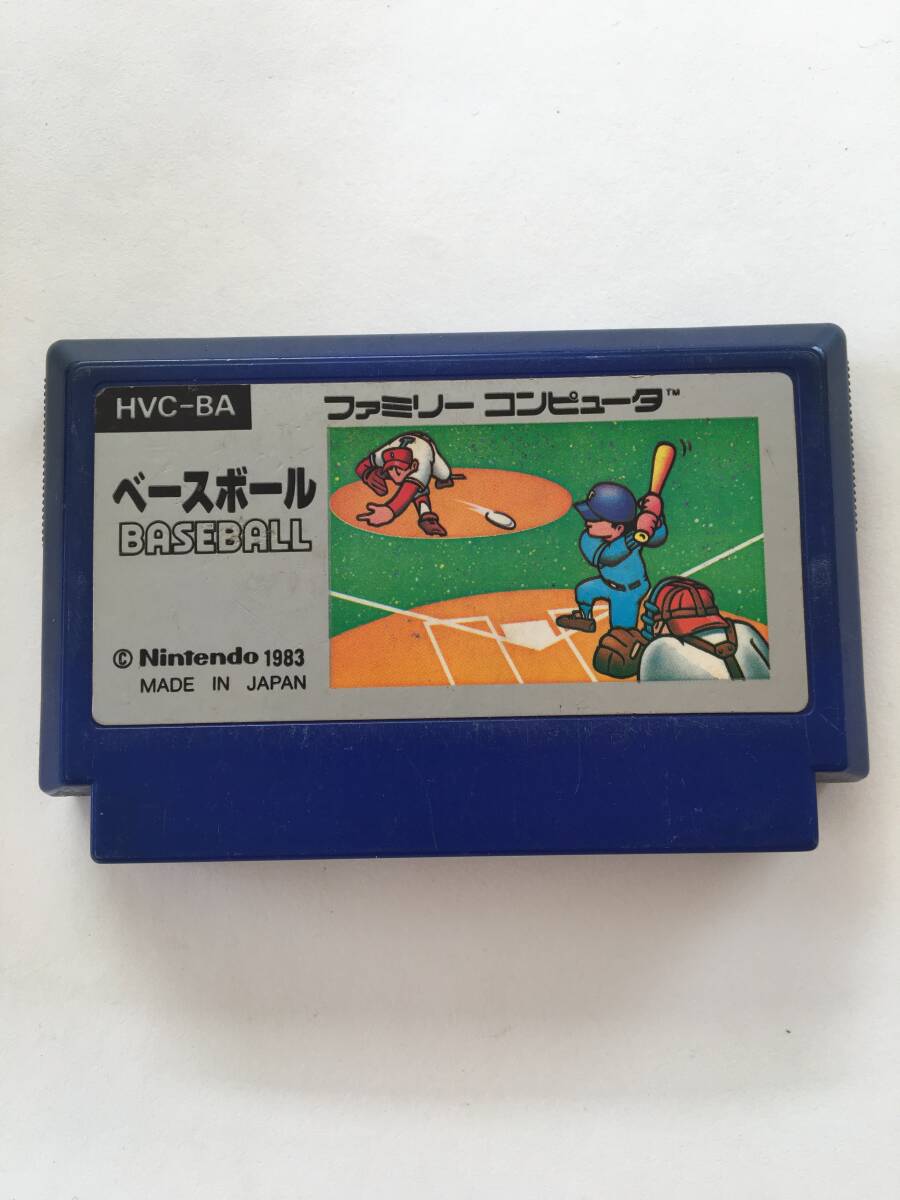 HVC-BA
ファミリー コンピュータ™
ベースボール
BASEBALL
© Nintendo 1983
MADE IN JAPAN